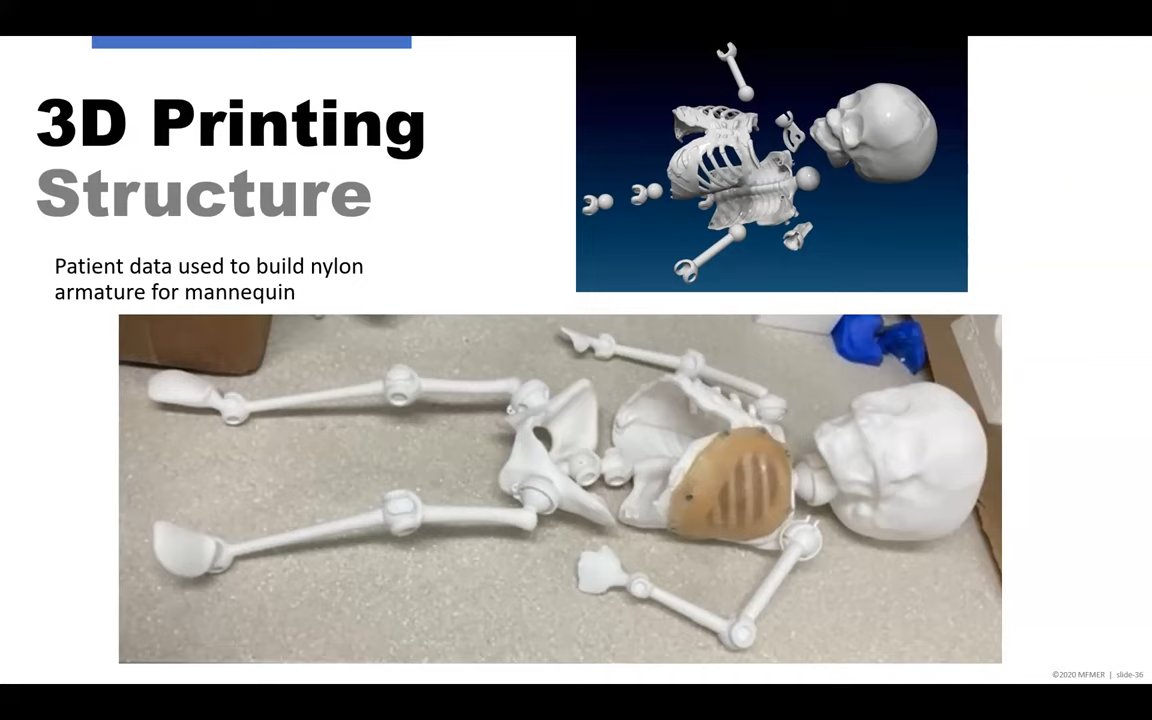 3D Printing
Structure
Patient data used to build nylon
armature for mannequin
©2020 MFMER | slide-36